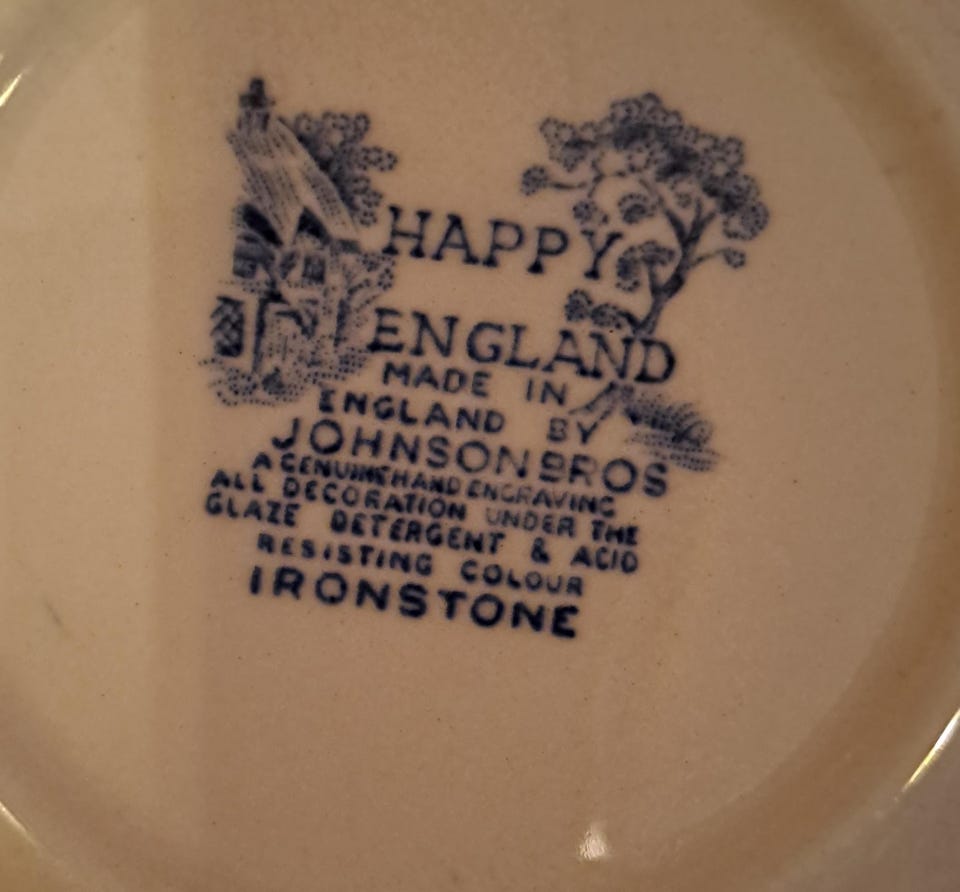 HAPPY
ENGLAND
MADE IN
ENGLAND BY
JOHNSON BROS
A GENUINE HAND ENGRAVING
ALL DECORATION UNDER THE
GLAZE DETERGENT & ACID
RESISTING COLOUR
IRONSTONE